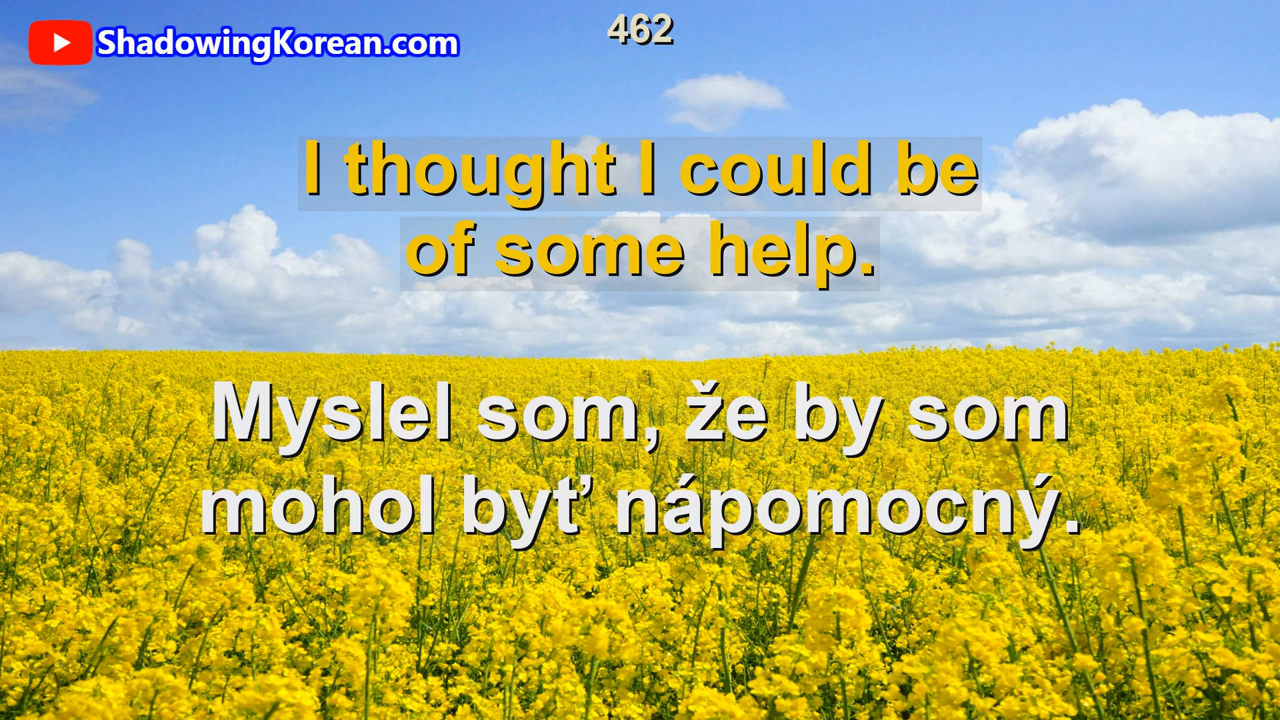 ShadowingKorean.com
462
I thought I could be
of some help.
Myslel som, že by som
mohol byť nápomocný.